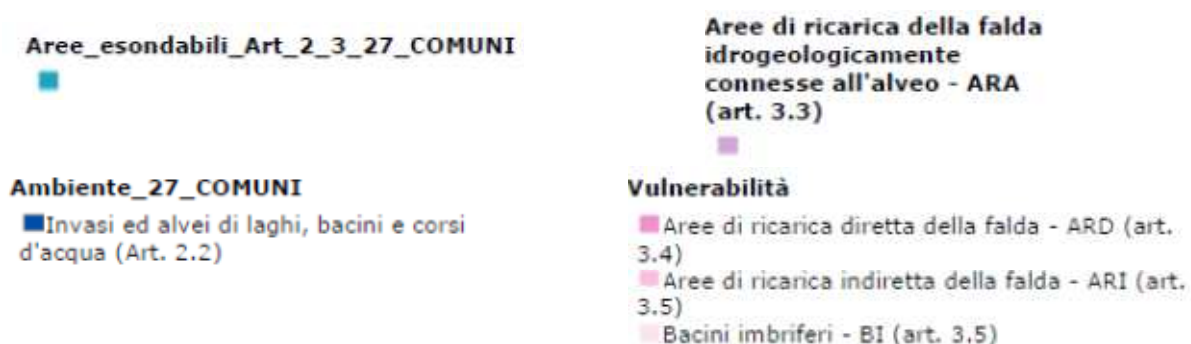 Aree_esondabili_Art_2_3_27_COMUNI
Ambiente_27_COMUNI
Invasi ed alvei di laghi, bacini e corsi
d'acqua (Art. 2.2)
Aree di ricarica della falda
idrogeologicamente
connesse all'alveo - ARA
(art. 3.3)
Vulnerabilità
Aree di ricarica diretta della falda - ARD (art.
3.4)
Aree di ricarica indiretta della falda - ARI (art.
3.5)
Bacini imbriferi - BI (art. 3.5)